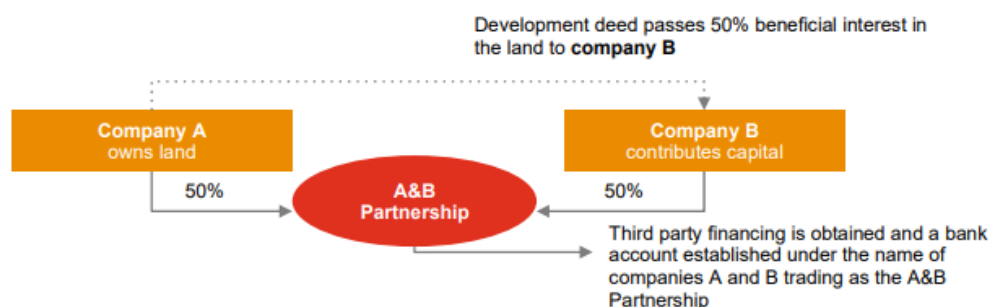 Development deed passes 50% beneficial interest in
the land to company B
Company A
owns land
Company B
contributes capital
50%
A&B
Partnership
50%
Third party financing is obtained and a bank
account established under the name of
companies A and B trading as the A&B
Partnership